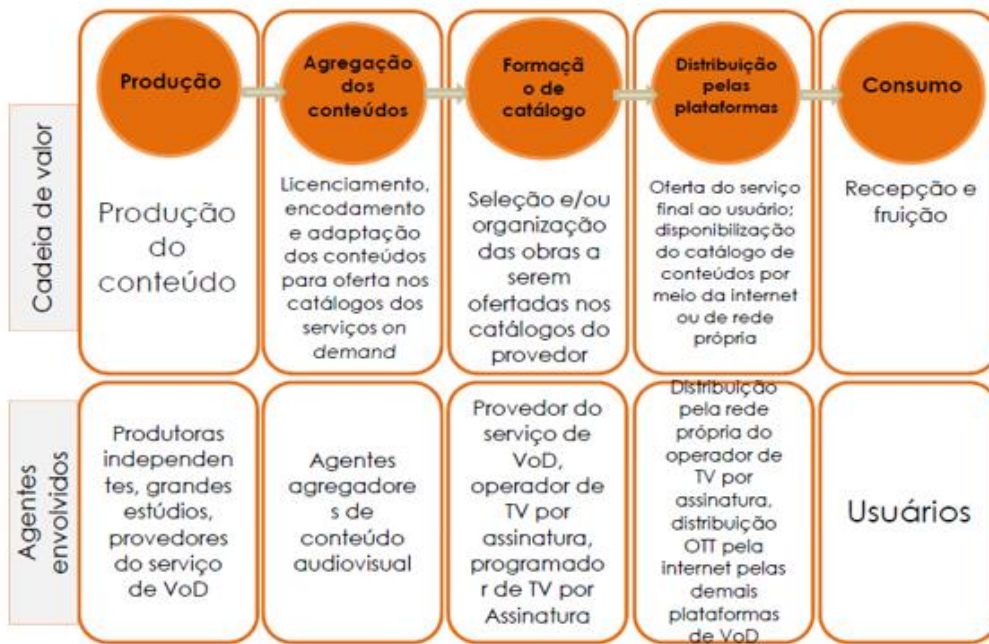 Cadeia de valor
Produção
Produção
do
conteúdo
Agregação
dos
conteúdos
Licenciamento,
encodamento
e adaptação
dos conteúdos
para oferta nos
catálogos dos
serviços on
demand
Formaçã
o de
catálogo
Seleção e/ou
organização
das obras a
serem
ofertadas nos
catálogos do
provedor
Distribuição
pelas
plataformas
Oferta do serviço
final ao usuário;
disponibilização
do catálogo de
conteúdos por
meio da internet
ou de rede
própria
Consumo
Recepção e
fruição
Agentes
envolvidos
Produtoras
independen
tes, grandes
estúdios,
provedores
do serviço
de VoD
Agentes
agregadore
s de
conteúdo
audiovisual
Provedor do
serviço de
VoD,
operador de
TV por
assinatura,
programado
r de TV por
Assinatura
Distribuição
pela rede
própria do
operador de
TV por
assinatura,
distribuição
OTT pela
internet pelas
demais
plataformas
de VoD
Usuários